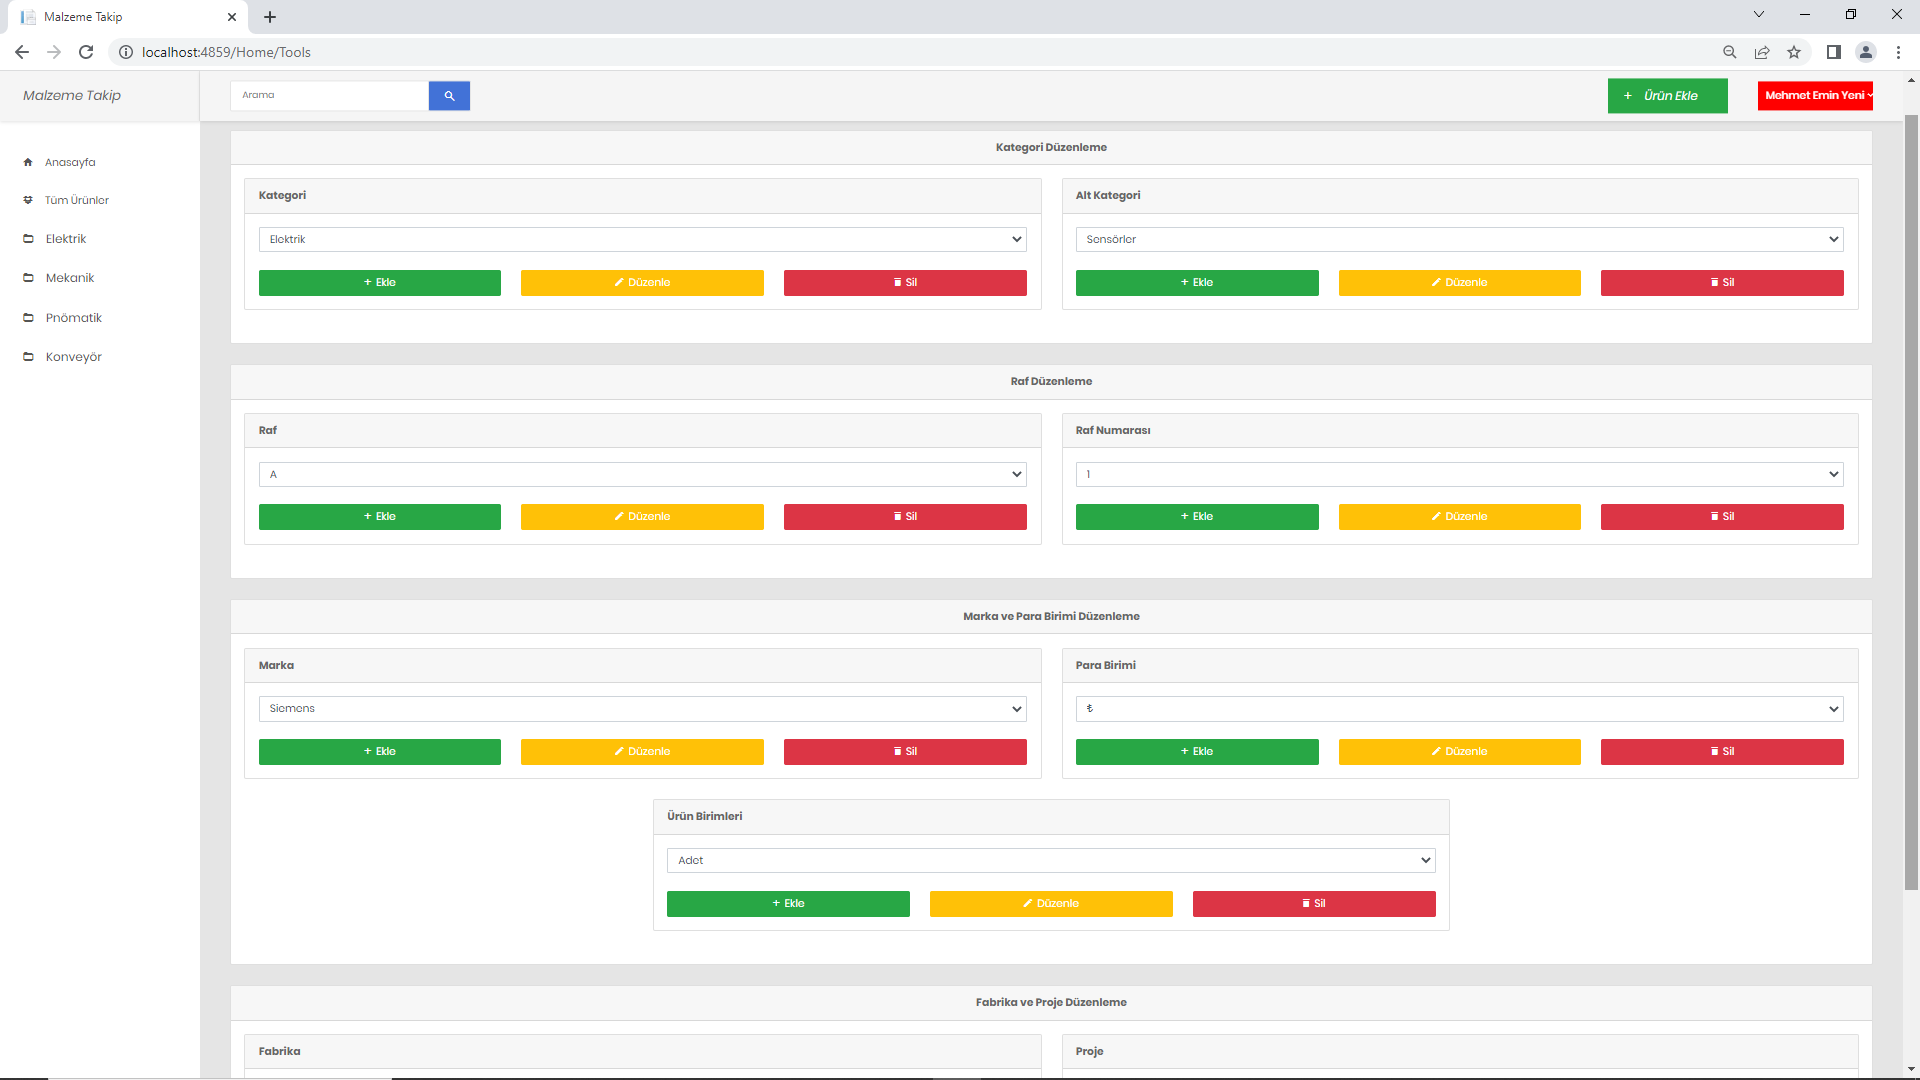 Malzeme Takip
localhost:4859/Home/Tools
Malzeme Takip
Arama
+ Ürün Ekle
Mehmet Emin Yeni
Anasayfa
Tüm Ürünler
Elektrik
Mekanik
Pnömatik
Konveyör
Kategori Düzenleme
Kategori
Elektrik
+ Ekle
Düzenle
Sil
Alt Kategori
Sensörler
+ Ekle
Düzenle
Sil
Raf Düzenleme
Raf
A
+ Ekle
Düzenle
Sil
Raf Numarası
1
+ Ekle
Düzenle
Sil
Marka ve Para Birimi Düzenleme
Marka
Siemens
+ Ekle
Düzenle
Sil
Para Birimi
₺
+ Ekle
Düzenle
Sil
Ürün Birimleri
Adet
+ Ekle
Düzenle
Sil
Fabrika ve Proje Düzenleme
Fabrika
Proje